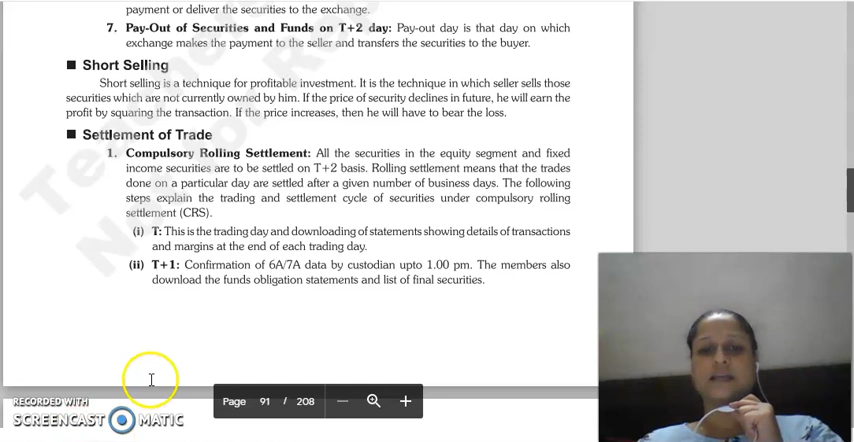 payment or deliver the securities to the exchange.
7. Pay-Out of Securities and Funds on T+2 day: Pay-out day is that day on which
exchange makes the payment to the seller and transfers the securities to the buyer.
■ Short Selling
Short selling is a technique for profitable investment. It is the technique in which seller sells those
securities which are not currently owned by him. If the price of security declines in future, he will earn the
profit by squaring the transaction. If the price increases, then he will have to bear the loss.
■ Settlement of Trade
1. Compulsory Rolling Settlement: All the securities in the equity segment and fixed
income securities are to be settled on T+2 basis. Rolling settlement means that the trades
done on a particular day are settled after a given number of business days. The following
steps explain the trading and settlement cycle of securities under compulsory rolling
settlement (CRS).
(i) T: This is the trading day and downloading of statements showing details of transactions
and margins at the end of each trading day.
(ii) T+1: Confirmation of 6A/7A data by custodian upto 1.00 pm. The members also
download the funds obligation statements and list of final securities.
Page 91 / 208
RECORDED WITH
SCREENCAST MATIC